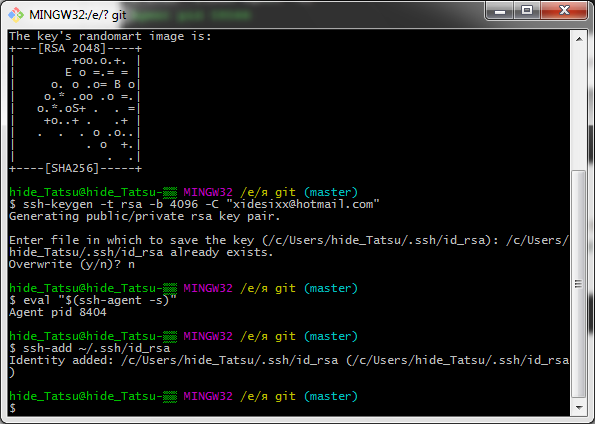 MINGW32:/e/? git
The key's randomart image is:
+---[RSA 2048]----+
|       +oo.o.+.  |
|      E o =.= =  |
|     o. o .o= B o|
|    o.* .oo .o =.|
|   o.*.oS+ .  . =|
|    +o..+ .   .+ |
|   .  .  . o .o..|
|          . o  +.|
|             .  .|
+----[SHA256]-----+
hide_Tatsu@hide_Tatsu-▒▒ MINGW32 /e/я git (master)
$ ssh-keygen -t rsa -b 4096 -C "xidesixx@hotmail.com"
Generating public/private rsa key pair.
Enter file in which to save the key (/c/Users/hide_Tatsu/.ssh/id_rsa): /c/Users/
hide_Tatsu/.ssh/id_rsa already exists.
Overwrite (y/n)? n
hide_Tatsu@hide_Tatsu-▒▒ MINGW32 /e/я git (master)
$ eval "$(ssh-agent -s)"
Agent pid 8404
hide_Tatsu@hide_Tatsu-▒▒ MINGW32 /e/я git (master)
$ ssh-add ~/.ssh/id_rsa
Identity added: /c/Users/hide_Tatsu/.ssh/id_rsa (/c/Users/hide_Tatsu/.ssh/id_rsa
)
hide_Tatsu@hide_Tatsu-▒▒ MINGW32 /e/я git (master)
$